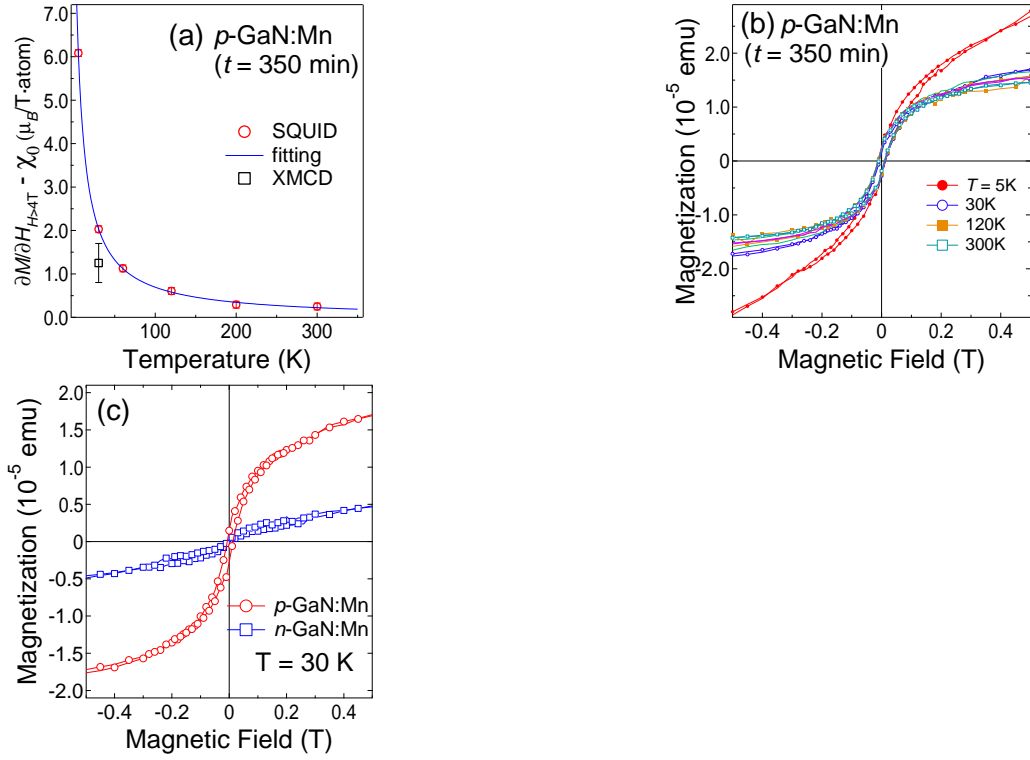 (a) p-GaN:Mn
(t = 350 min)
7.0
6.0
5.0
4.0
3.0
2.0
1.0
0.0
∂M/∂H_{H>4T} - χ₀ (μ_B/T·atom)
SQUID
fitting
XMCD
100
200
300
Temperature (K)
(b) p-GaN:Mn
(t = 350 min)
2.0
1.0
0
-1.0
-2.0
Magnetization (10⁻⁵ emu)
T = 5K
30K
120K
300K
-0.4
-0.2
0
0.2
0.4
Magnetic Field (T)
(c)
2.0
1.5
1.0
0.5
0
-0.5
-1.0
-1.5
-2.0
Magnetization (10⁻⁵ emu)
p-GaN:Mn
n-GaN:Mn
T = 30 K
-0.4
-0.2
0
0.2
0.4
Magnetic Field (T)